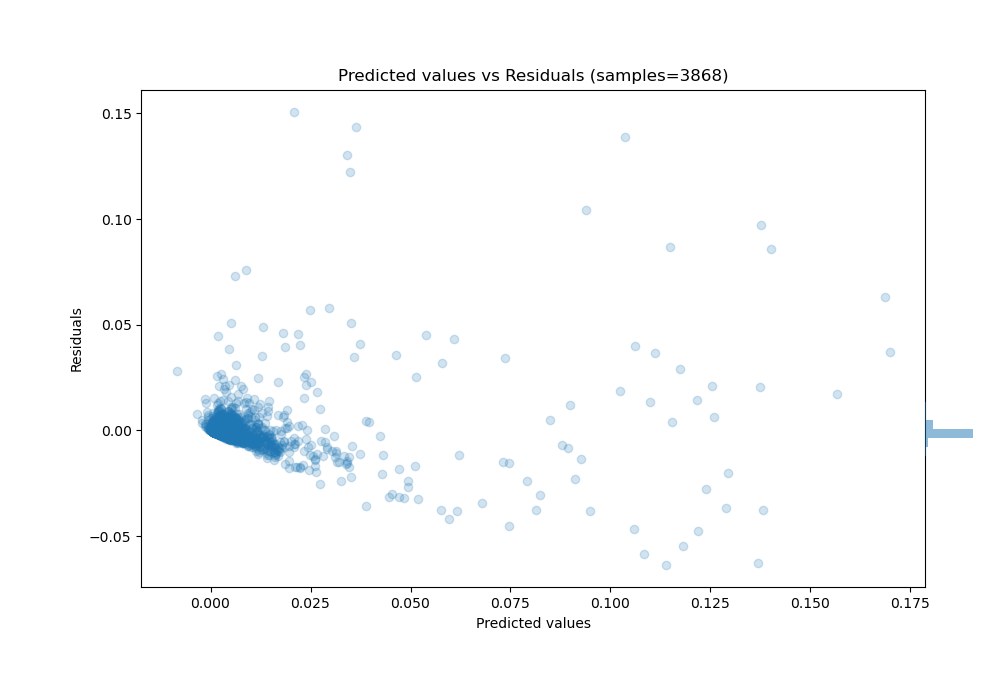 Predicted values vs Residuals (samples=3868)
0.15
0.10
0.05
0.00
−0.05
Residuals
0.000 0.025 0.050 0.075 0.100 0.125 0.150 0.175
Predicted values